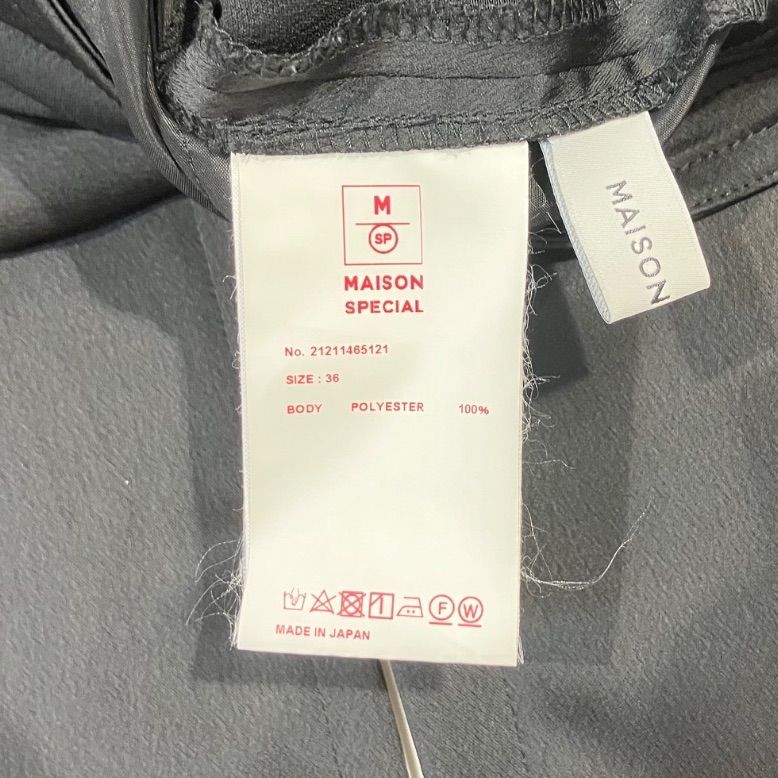 M
SP
MAISON
SPECIAL
No. 21211465121
SIZE : 36
BODY POLYESTER 100%
F W
MADE IN JAPAN
MAISON